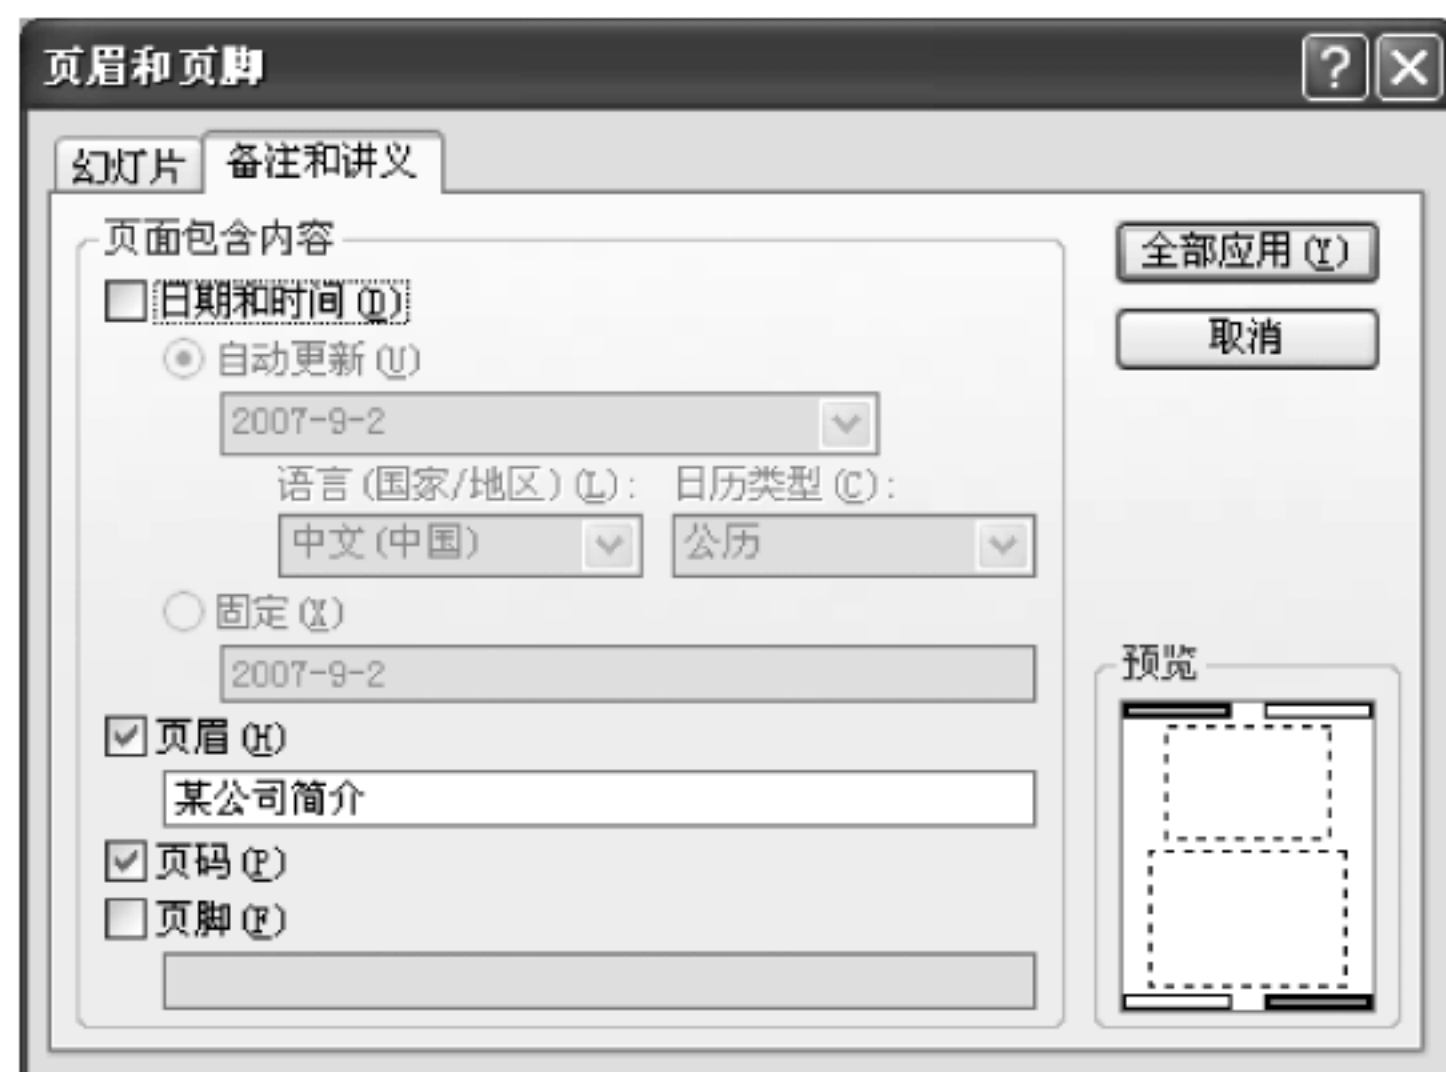 页眉和页脚
幻灯片 备注和讲义
页面包含内容
全部应用(Y)
日期和时间(D)
取消
自动更新(U)
2007-9-2
语言(国家/地区)(L): 日历类型(C):
中文(中国) 公历
固定(X)
2007-9-2
预览
页眉(H)
某公司简介
页码(P)
页脚(F)